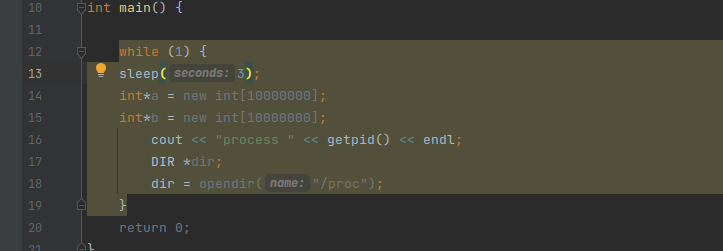 10 int main() {
11
12 while (1) {
13 sleep( seconds: 3);
14 int*a = new int[10000000];
15 int*b = new int[10000000];
16 cout << "process " << getpid() << endl;
17 DIR *dir;
18 dir = opendir( name: "/proc");
19 }
20 return 0;
21 }